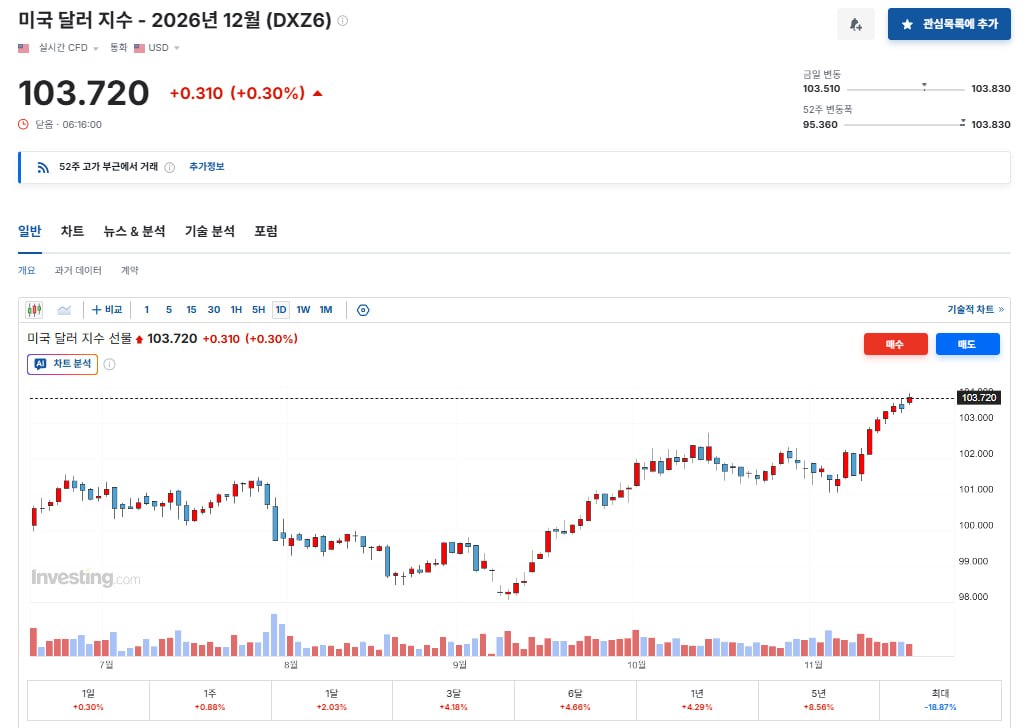 미국 달러 지수 - 2026년 12월 (DXZ6)
관심목록에 추가
실시간 CFD 통화 USD
103.720 +0.310 (+0.30%)
닫음 · 06:16:00
금일 변동
103.510 103.830
52주 변동폭
95.360 103.830
52주 고가 부근에서 거래 추가정보
일반 차트 뉴스 & 분석 기술 분석 포럼
개요 과거 데이터 계약
+ 비교 1 5 15 30 1H 5H 1D 1W 1M 기술적 차트 »
미국 달러 지수 선물 103.720 +0.310 (+0.30%)
매수 매도
AI 차트 분석
103.720
103.000
102.000
101.000
100.000
99.000
98.000
Investing.com
7월 8월 9월 10월 11월
1일 1주 1달 3달 6달 1년 5년 최대
+0.30% +0.88% +2.03% +4.18% +4.66% +4.29% +8.56% -18.87%